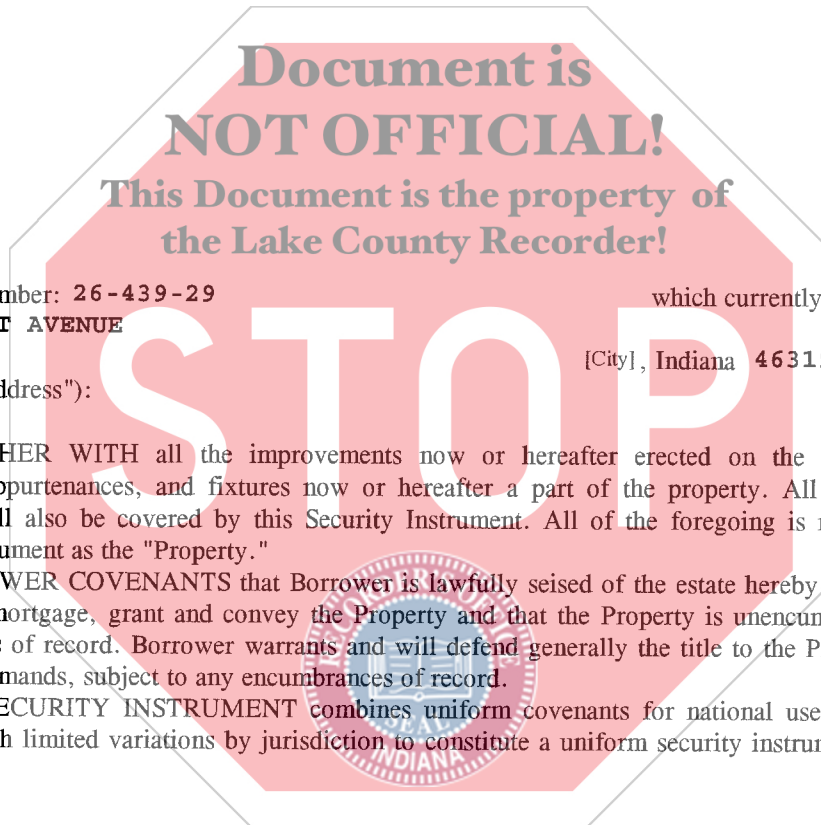 Document is
NOT OFFICIAL!
This Document is the property of
the Lake County Recorder!
mber: 26-439-29 which currently
T AVENUE
[City], Indiana 4631
ddress"):
STOP
HER WITH all the improvements now or hereafter erected on the
ppurtenances, and fixtures now or hereafter a part of the property. All
ll also be covered by this Security Instrument. All of the foregoing is r
ument as the "Property."
WER COVENANTS that Borrower is lawfully seised of the estate hereby
nortgage, grant and convey the Property and that the Property is unencum
s of record. Borrower warrants and will defend generally the title to the P
mands, subject to any encumbrances of record.
ECURITY INSTRUMENT combines uniform covenants for national use
h limited variations by jurisdiction to constitute a uniform security instrum
SEAL
INDIANA